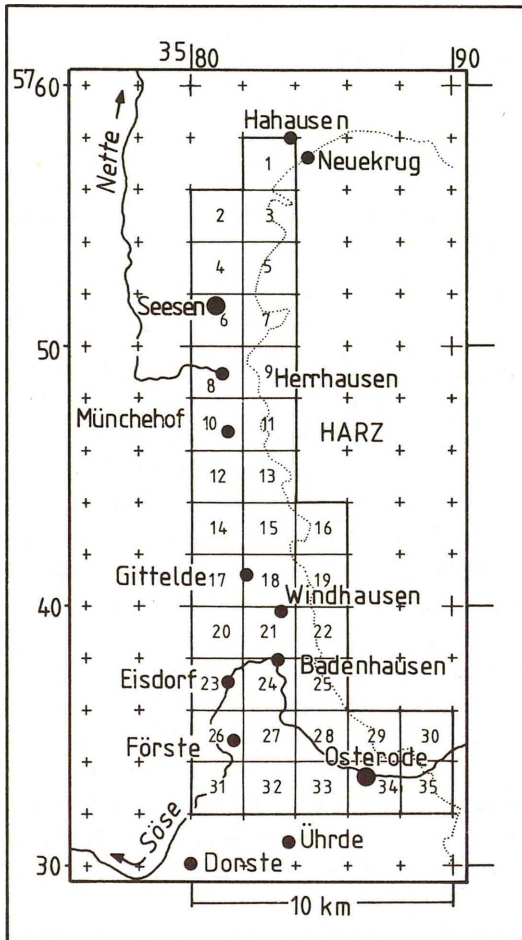 35 80 90
57 60
Hahausen
Nette
1
Neuekrug
2 3
4 5
Seesen
6 7
50
8 9 Herrhausen
Münchehof
10 11 HARZ
12 13
14 15 16
Gittelde
17 18 19
Windhausen
40
20 21 22
Badenhausen
Eisdorf
23 24 25
26 27 28 29 30
Förste Osterode
31 32 33 34 35
Söse
Ührde
30
Dorste
10 km